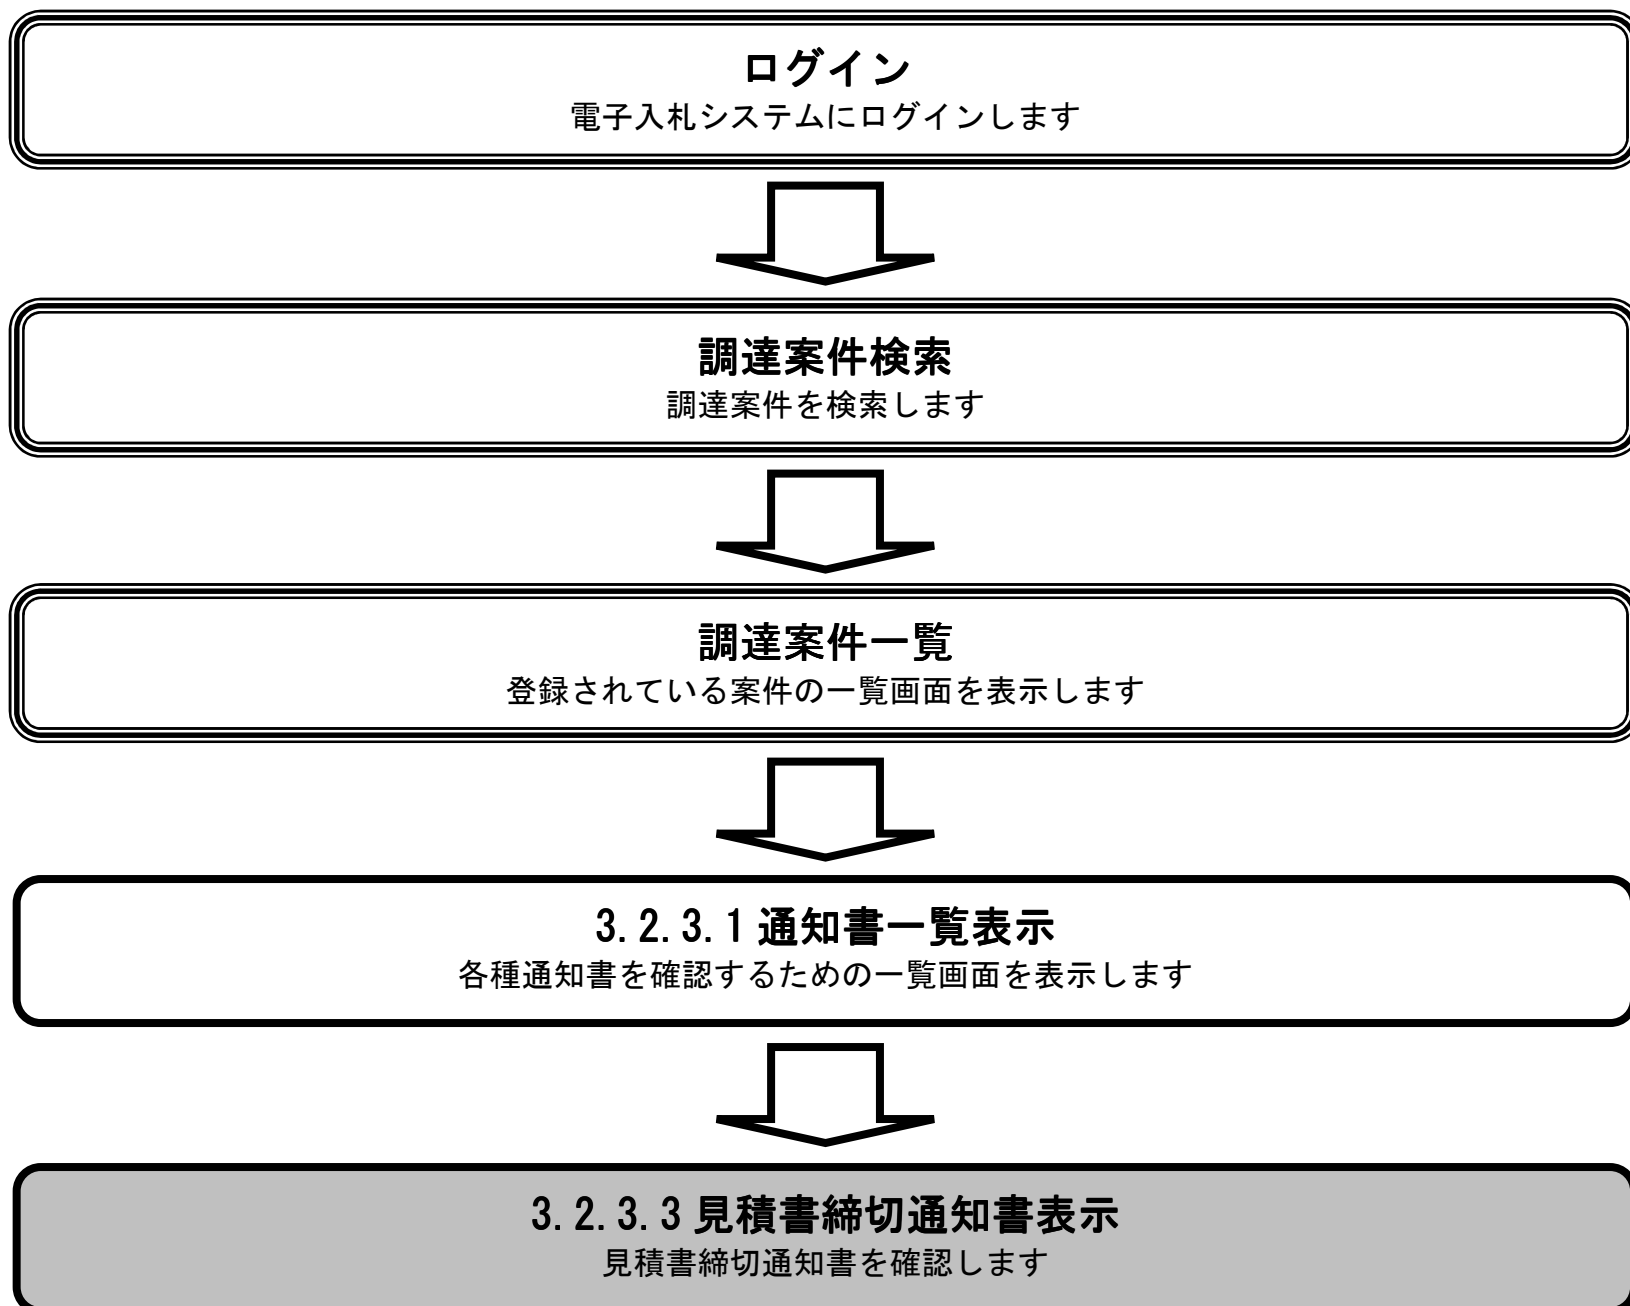 ログイン
電子入札システムにログインします
調達案件検索
調達案件を検索します
調達案件一覧
登録されている案件の一覧画面を表示します
3.2.3.1 通知書一覧表示
各種通知書を確認するための一覧画面を表示します
3.2.3.3 見積書締切通知書表示
見積書締切通知書を確認します